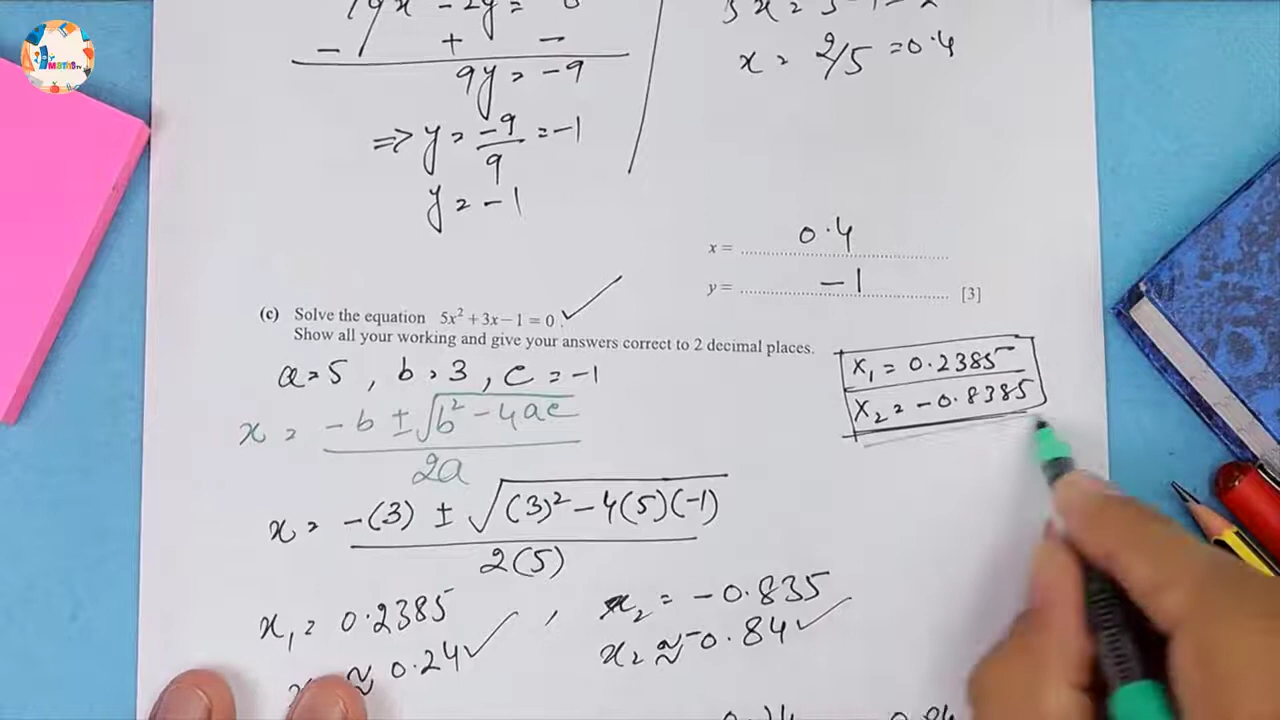 MATHS TV
- 2y =
- + -
9y = -9
⇒ y = -9/9 = -1
y = -1
x = 2/5 = 0.4
x = 0.4
y = -1 [3]
(c) Solve the equation 5x² + 3x - 1 = 0.
Show all your working and give your answers correct to 2 decimal places.
a = 5 , b = 3 , c = -1
x = -b ± √b² - 4ac / 2a
x = -(3) ± √(3)² - 4(5)(-1) / 2(5)
x₁ = 0.2385 , x₂ = -0.835
≈ 0.24 x₂ ≈ -0.84
x₁ = 0.2385
x₂ = -0.8385